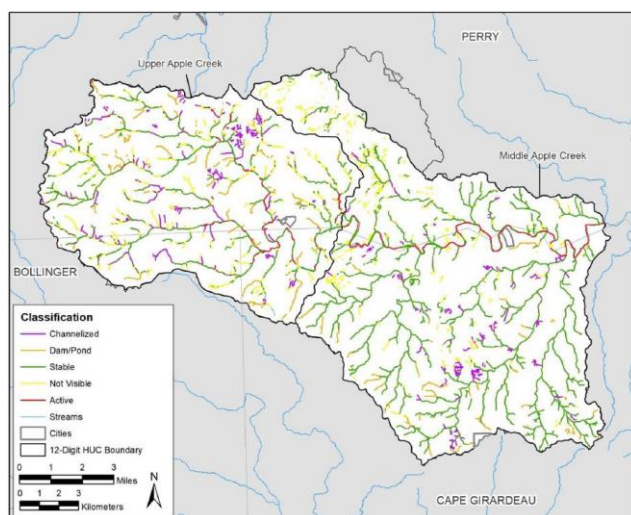 PERRY
Upper Apple Creek
Middle Apple Creek
BOLLINGER
Classification
Channelized
Dam/Pond
Stable
Not Visible
Active
Streams
Cities
12-Digit HUC Boundary
0 1 2 3
Miles
N
0 1 2 3
Kilometers
CAPE GIRARDEAU